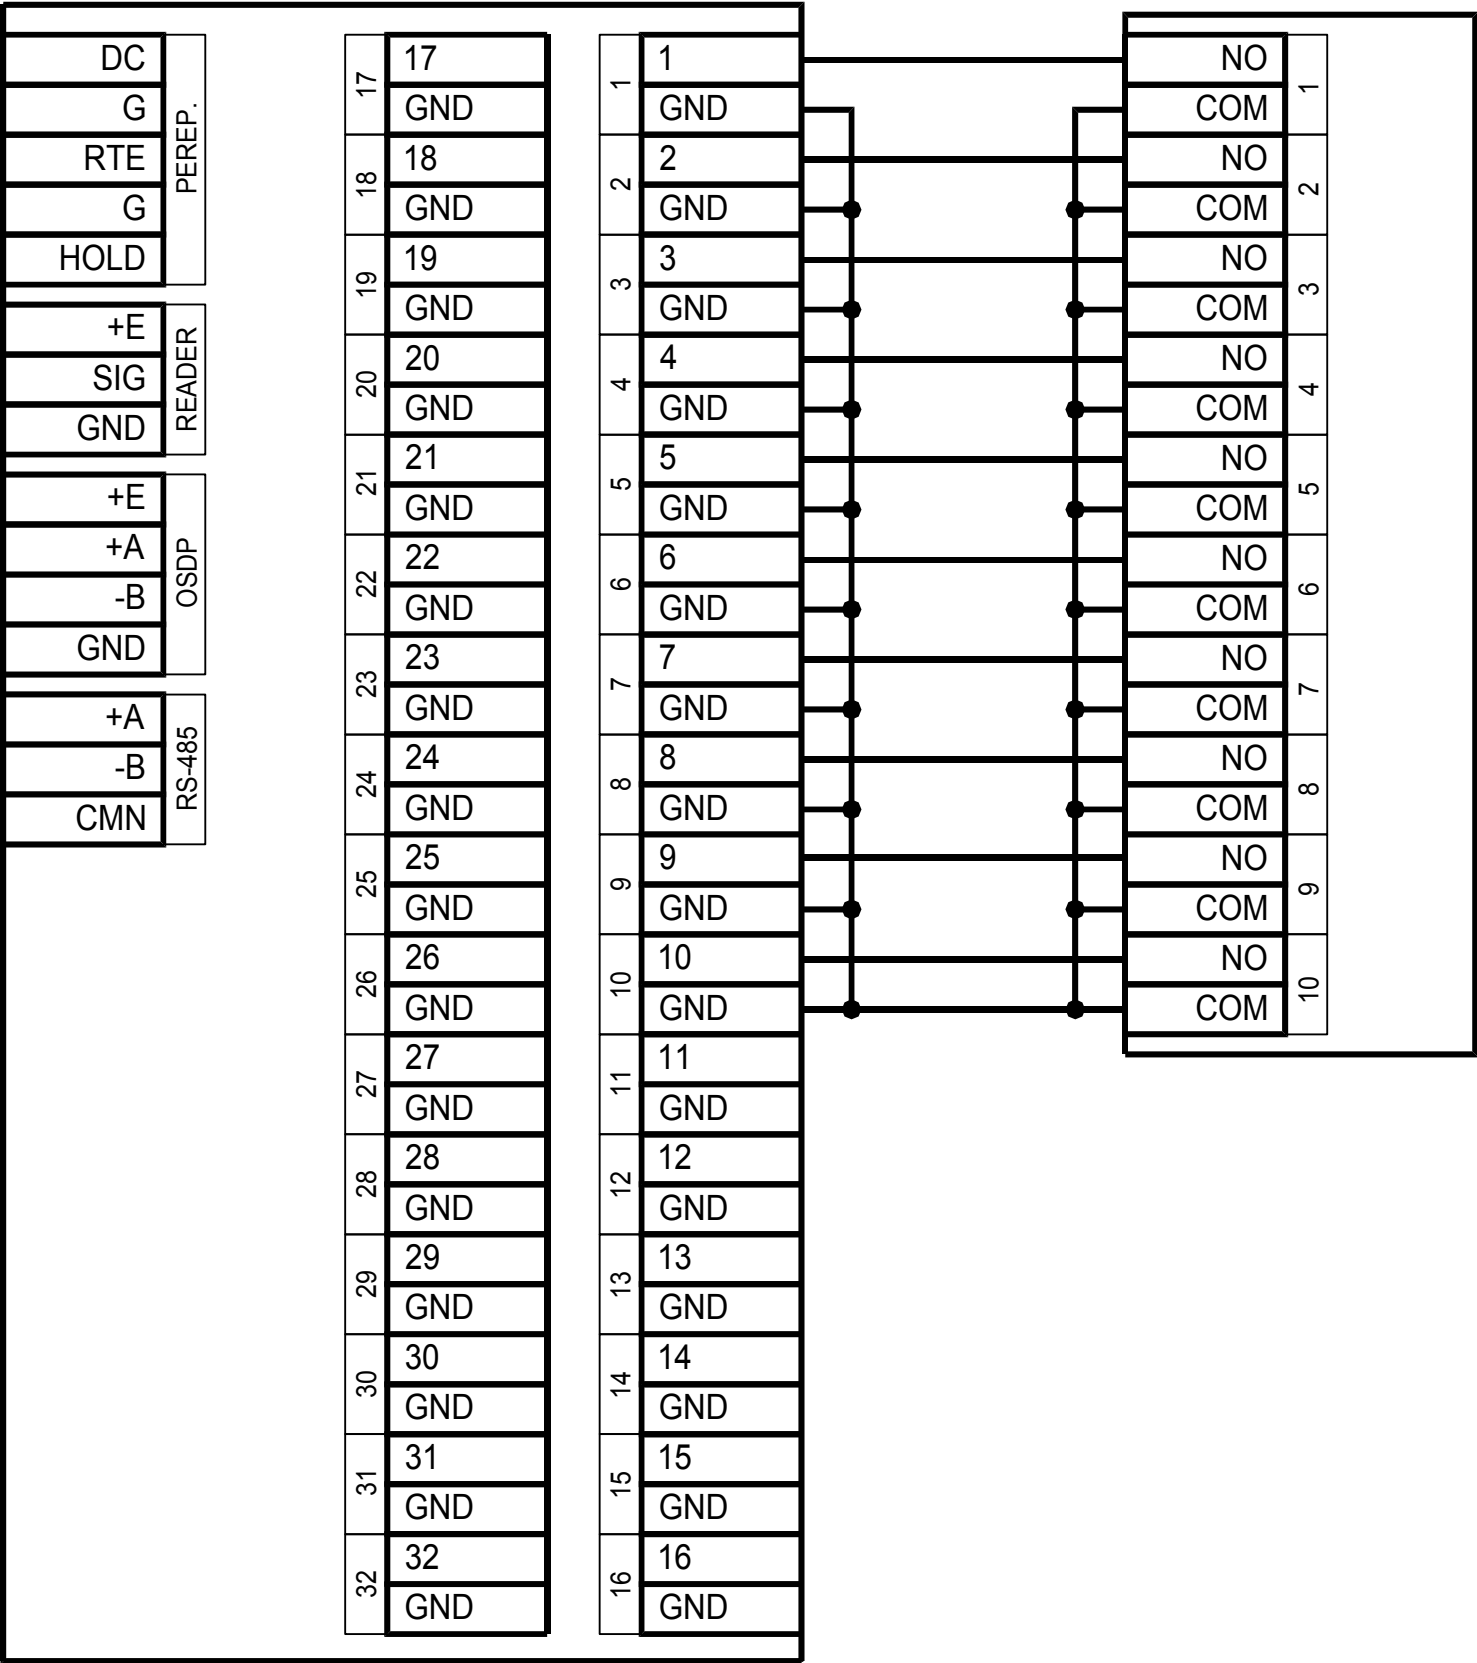 DC
G
RTE
G
HOLD
PEREP.
+E
SIG
GND
READER
+E
+A
-B
GND
OSDP
+A
-B
CMN
RS-485
17
17
GND
18
18
GND
19
19
GND
20
20
GND
21
21
GND
22
22
GND
23
23
GND
24
24
GND
25
25
GND
26
26
GND
27
27
GND
28
28
GND
29
29
GND
30
30
GND
31
31
GND
32
32
GND
1
1
GND
2
2
GND
3
3
GND
4
4
GND
5
5
GND
6
6
GND
7
7
GND
8
8
GND
9
9
GND
10
10
GND
11
11
GND
12
12
GND
13
13
GND
14
14
GND
15
15
GND
16
16
GND
NO
COM
1
NO
COM
2
NO
COM
3
NO
COM
4
NO
COM
5
NO
COM
6
NO
COM
7
NO
COM
8
NO
COM
9
NO
COM
10